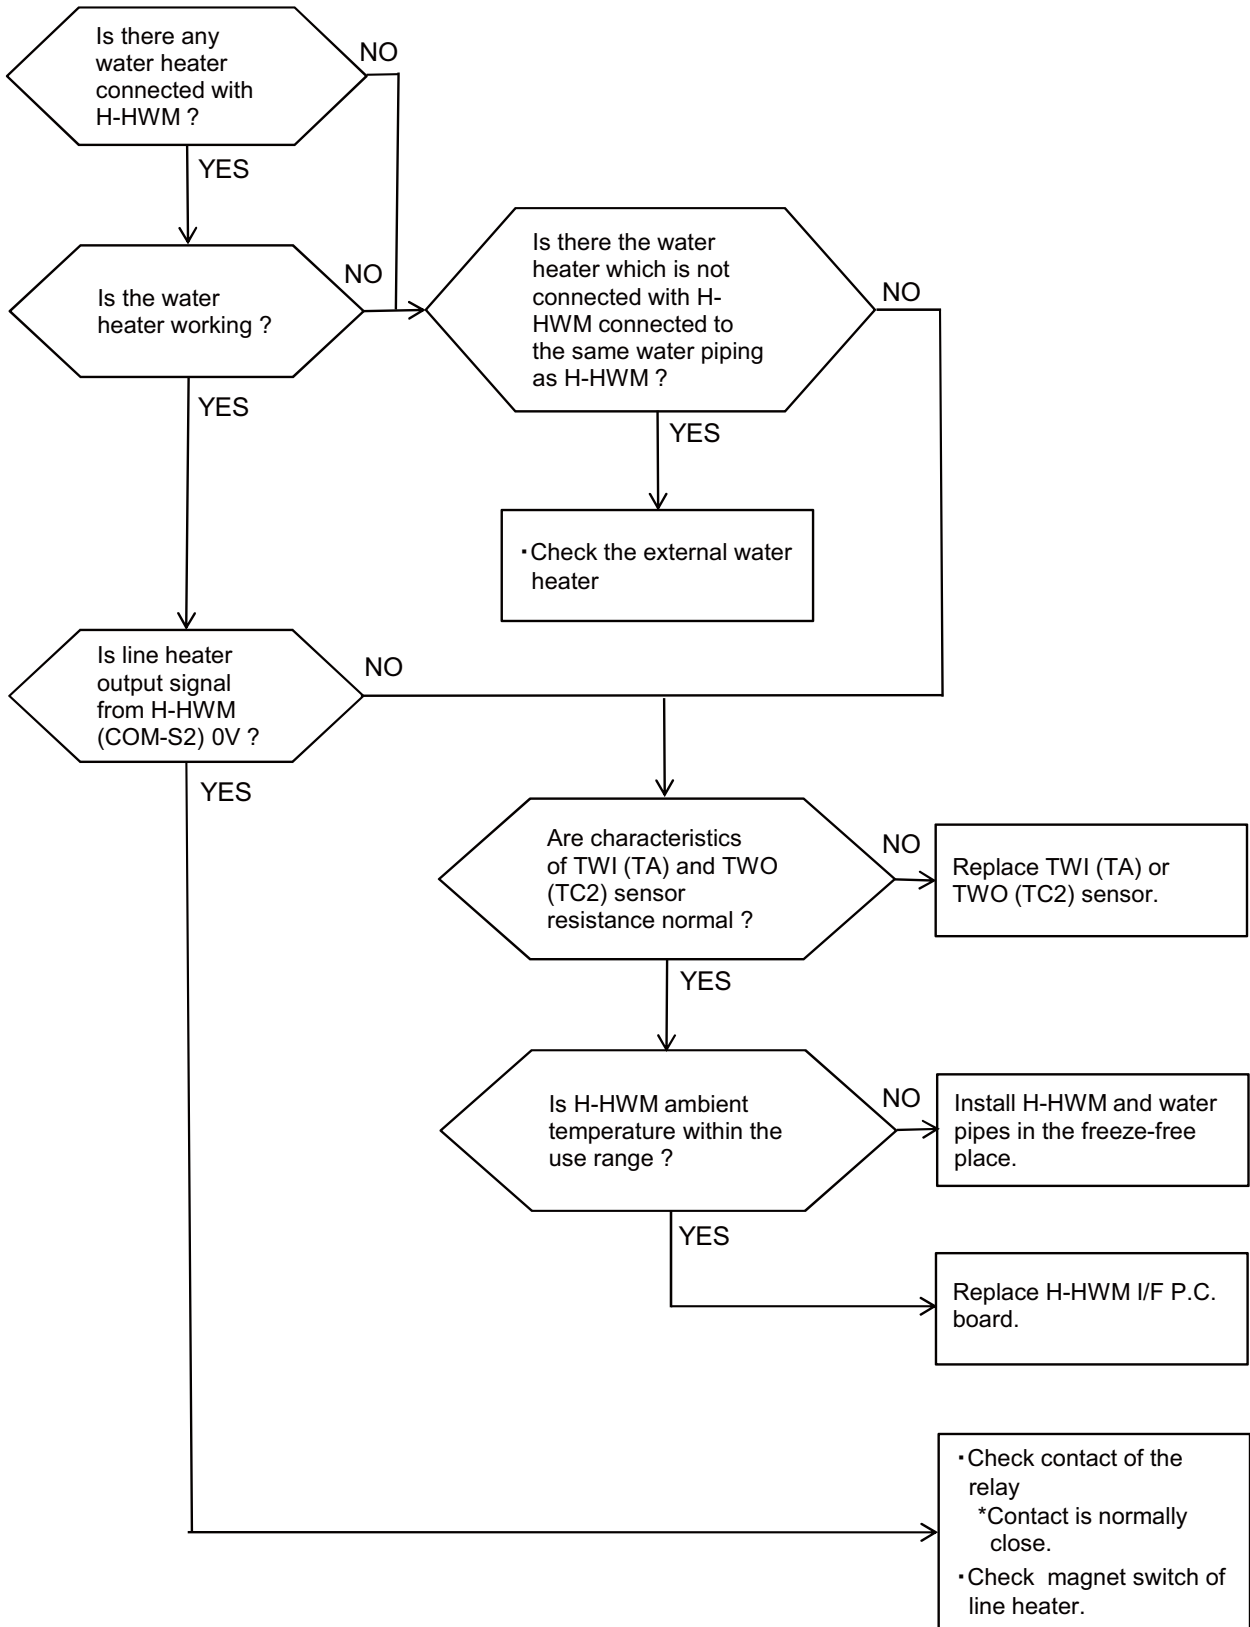 Is there any
water heater
connected with
H-HWM ?
NO
YES
Is the water
heater working ?
NO
YES
Is there the water
heater which is not
connected with H-
HWM connected to
the same water piping
as H-HWM ?
NO
YES
・Check the external water
heater
Is line heater
output signal
from H-HWM
(COM-S2) 0V ?
NO
YES
Are characteristics
of TWI (TA) and TWO
(TC2) sensor
resistance normal ?
NO
Replace TWI (TA) or
TWO (TC2) sensor.
YES
Is H-HWM ambient
temperature within the
use range ?
NO
Install H-HWM and water
pipes in the freeze-free
place.
YES
Replace H-HWM I/F P.C.
board.
・Check contact of the
relay
*Contact is normally
close.
・Check magnet switch of
line heater.